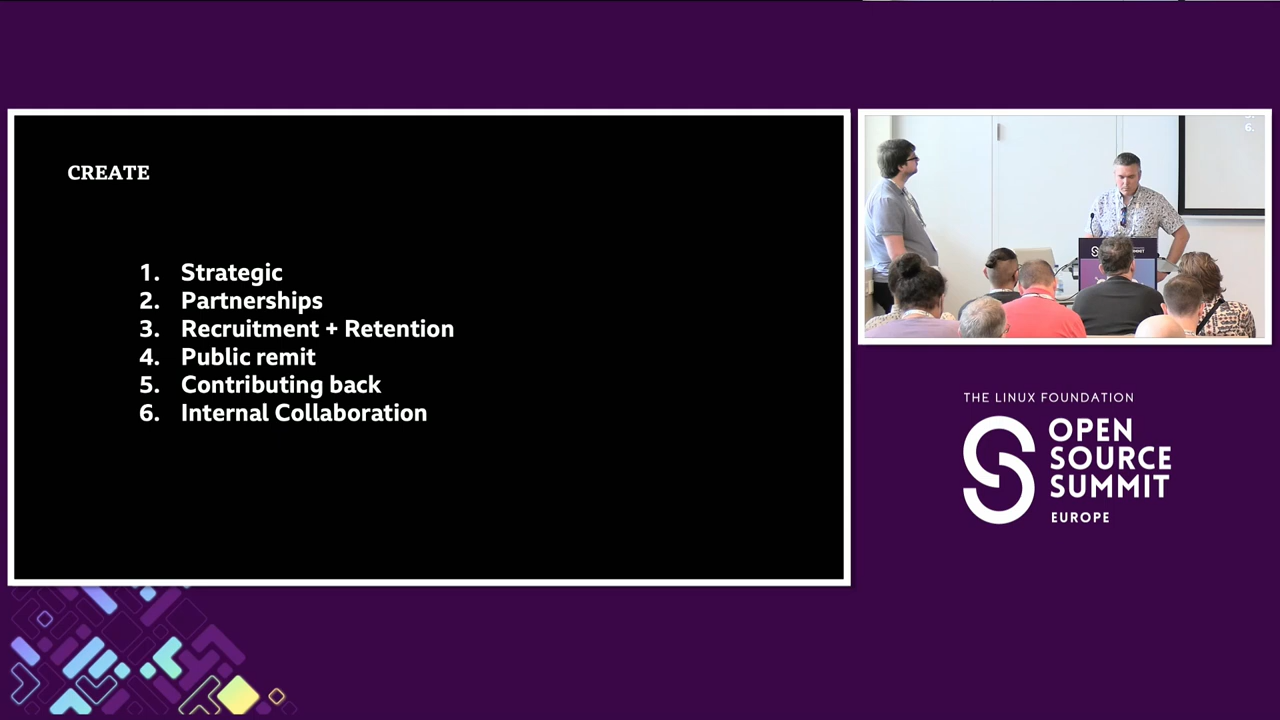 CREATE
1. Strategic
2. Partnerships
3. Recruitment + Retention
4. Public remit
5. Contributing back
6. Internal Collaboration
6.
THE LINUX FOUNDATION
OPEN
SOURCE
SUMMIT
EUROPE